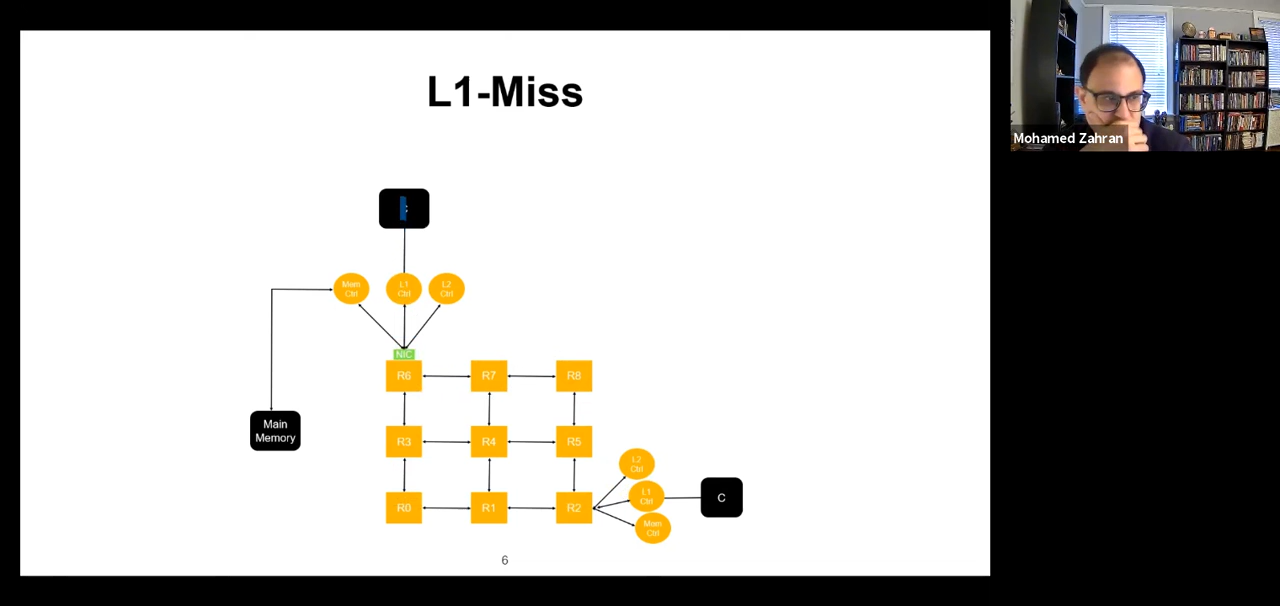 L1-Miss
Mohamed Zahran
Mem
Ctrl
L1
Ctrl
L2
Ctrl
NIC
R6
R7
R8
Main
Memory
R3
R4
R5
L2
Ctrl
L1
Ctrl
C
R0
R1
R2
Mem
Ctrl
6